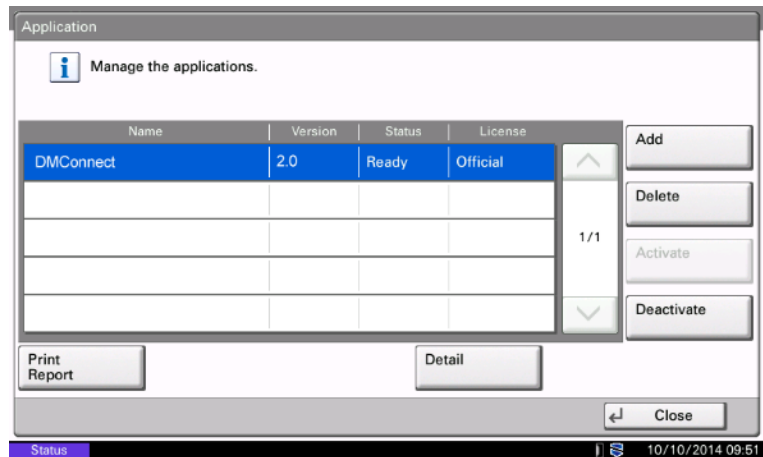 Application
i Manage the applications.
Name Version Status License
DMConnect 2.0 Ready Official
1/1
Add
Delete
Activate
Deactivate
Print
Report
Detail
Close
Status 10/10/2014 09:51